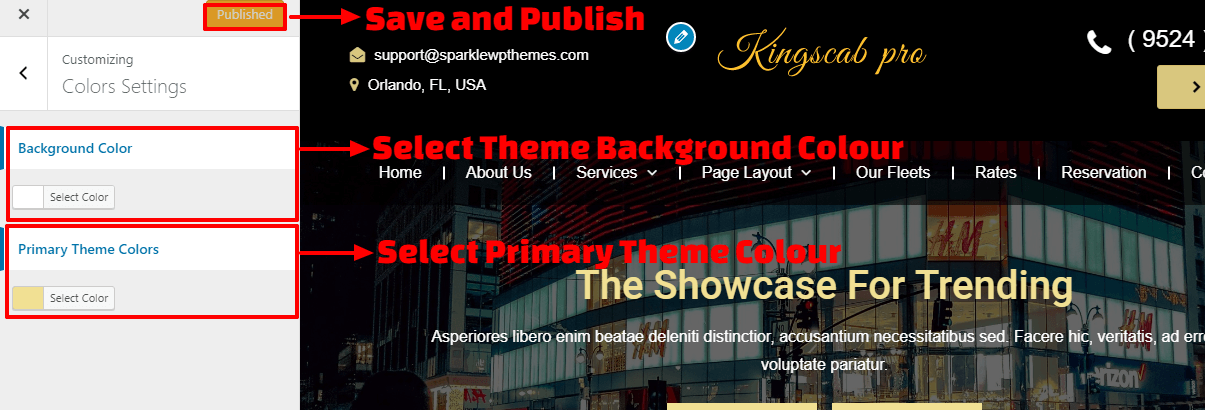 Published
Save and Publish
Customizing
Colors Settings
support@sparklewpthemes.com
Orlando, FL, USA
Kingscab pro
( 9524 )
Background Color
Select Color
Select Theme Background Colour
Home
About Us
Services
Page Layout
Our Fleets
Rates
Reservation
Primary Theme Colors
Select Color
Select Primary Theme Colour
H&M
The Showcase For Trending
Asperiores libero enim beatae deleniti distinctior, accusantium necessitatibus sed. Facere hic, veritatis, ad
voluptate pariatur.
verizon